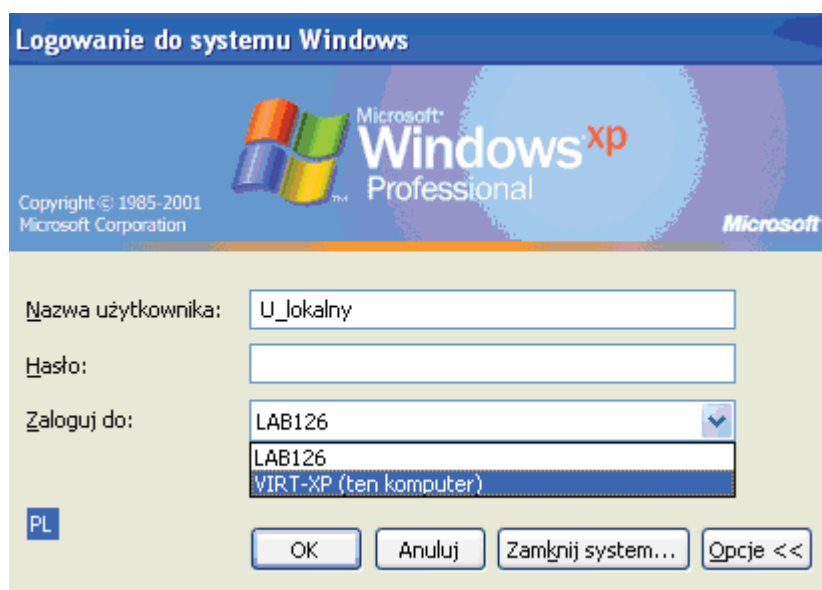 Logowanie do systemu Windows
Microsoft®
Windows xp
Professional
TM
Copyright © 1985-2001
Microsoft Corporation
Microsoft
Nazwa użytkownika: U_lokalny
Hasło:
Zaloguj do: LAB126
LAB126
VIRT-XP (ten komputer)
PL
OK Anuluj Zamknij system... Opcje <<